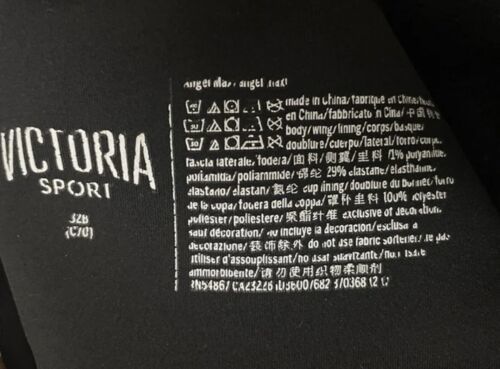 VICTORIA
SPORT
32B
(C70)
made in China/fabriqué en Chine/
en China/fabbricato in Cina/中国
body/wing/lining/corps/basque/
doublure/cuerpo/lateral/forro/corpo/
fascia laterale/fodera/面料/侧翼/里料 71% polyamide/
poliamida/poliammide/锦纶 29% elastane/élasthanne/
elastano/elastan/氨纶 cup lining/doublure du bonnet/forro
de la copa/fodera della coppa/罩杯里料 100% polyester
poliéster/poliestere/聚酯纤维 exclusive of decoration/
sauf décoration/no incluye la decoración/esclusa
decorazione/装饰除外 do not use fabric softener/ne pas
utiliser d'assouplissant/no usar suavizante/non usare
ammorbidente/请勿使用织物柔顺剂